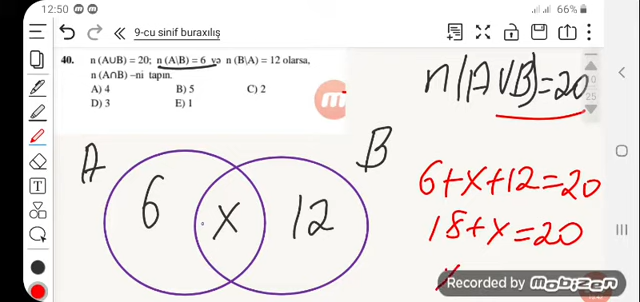 12:50
66%
9-cu sinif buraxılış
40. n (A∪B) = 20; n (A\B) = 6 və n (B\A) = 12 olarsa,
n (A∩B) –ni tapın.
A) 4 B) 5 C) 2
D) 3 E) 1
n(A∪B)=20
A B
6 x 12
6+x+12=20
18+x=20
x
Recorded by mobizen